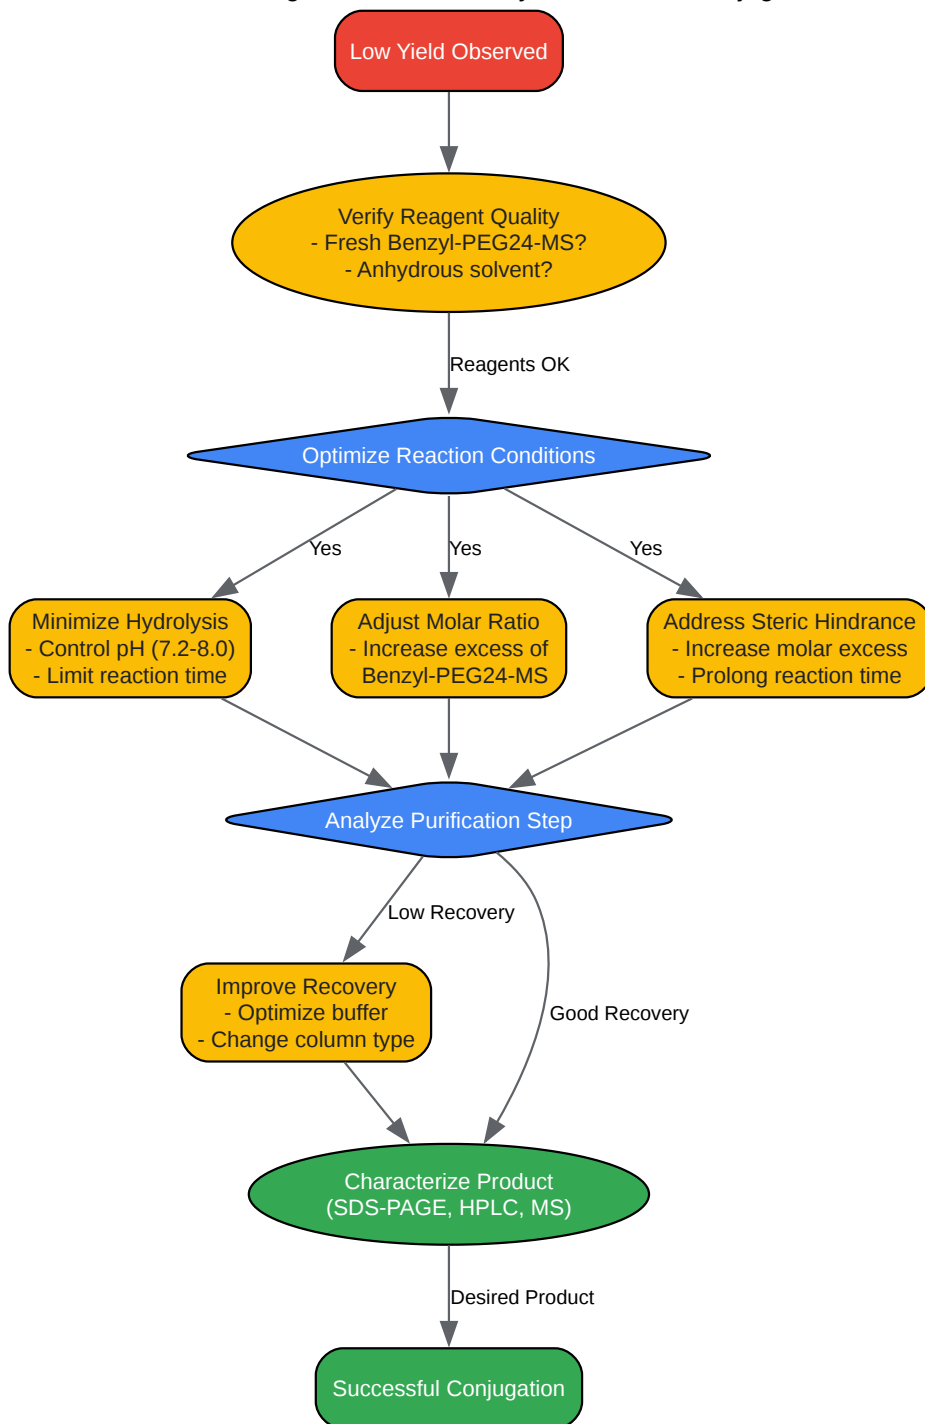 Low Yield Observed
Verify Reagent Quality
- Fresh Benzyl-PEG24-MS?
- Anhydrous solvent?
Reagents OK
Optimize Reaction Conditions
Yes
Yes
Yes
Minimize Hydrolysis
- Control pH (7.2-8.0)
- Limit reaction time
Adjust Molar Ratio
- Increase excess of
Benzyl-PEG24-MS
Address Steric Hindrance
- Increase molar excess
- Prolong reaction time
Analyze Purification Step
Low Recovery
Improve Recovery
- Optimize buffer
- Change column type
Good Recovery
Characterize Product
(SDS-PAGE, HPLC, MS)
Desired Product
Successful Conjugation